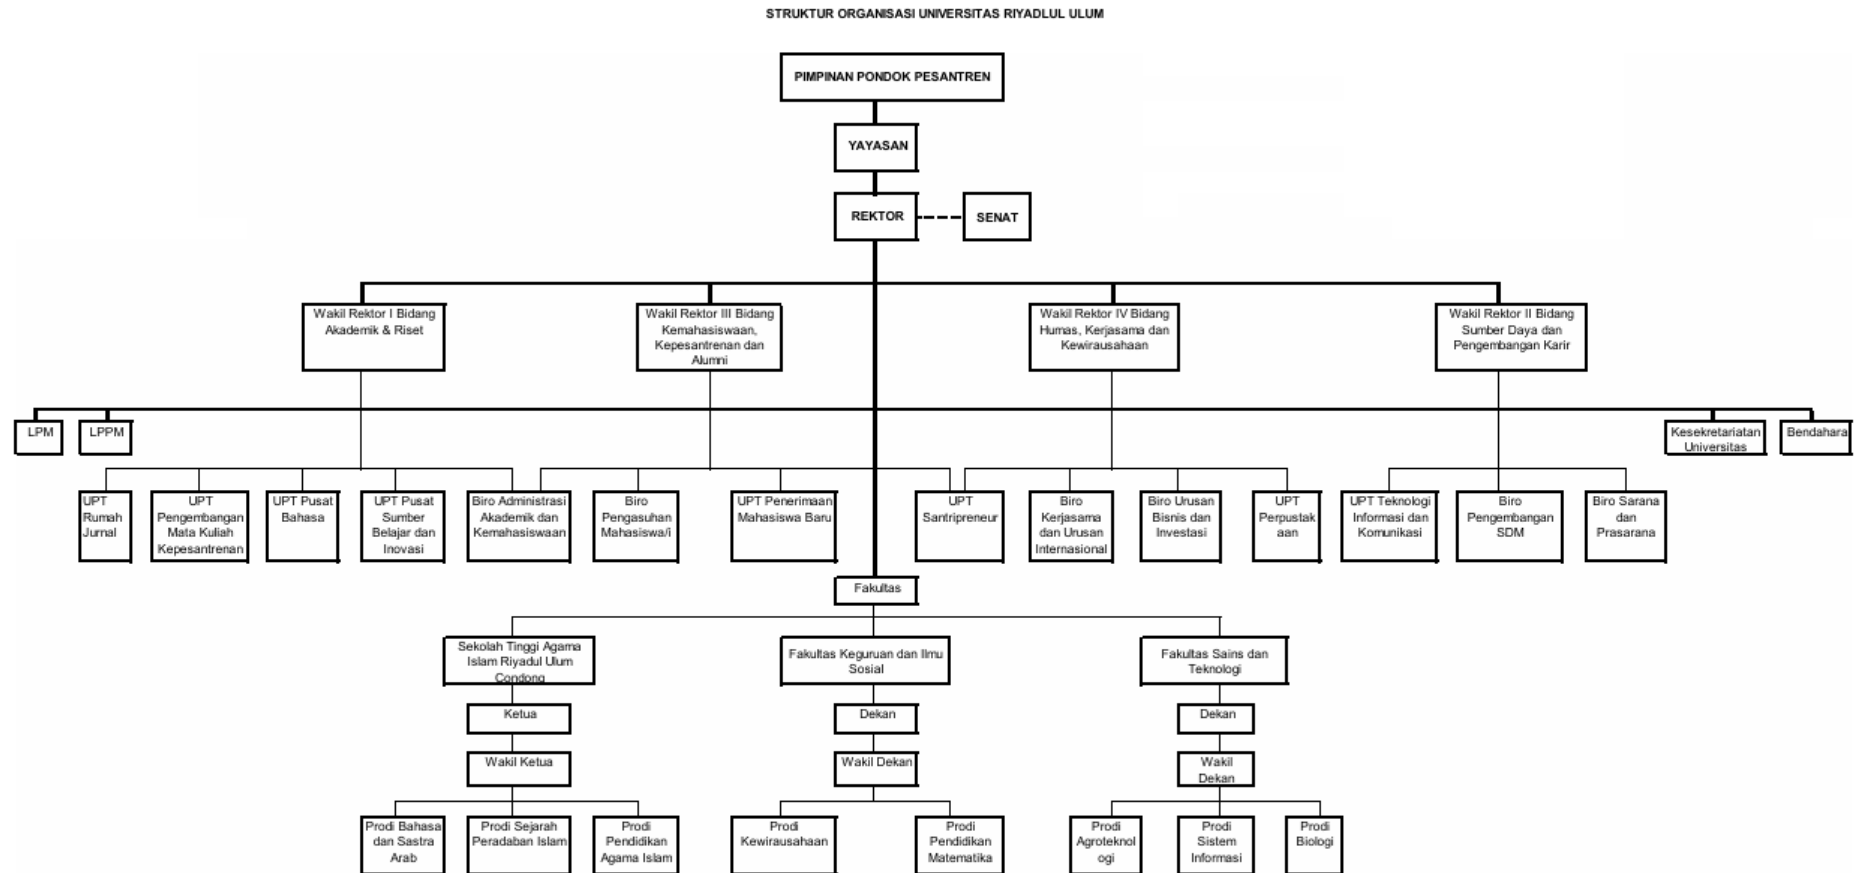 STRUKTUR ORGANISASI UNIVERSITAS RIYADLUL ULUM
PIMPINAN PONDOK PESANTREN
YAYASAN
REKTOR
SENAT
Wakil Rektor I Bidang
Akademik & Riset
Wakil Rektor III Bidang
Kemahasiswaan,
Kepesantrenan dan
Alumni
Wakil Rektor IV Bidang
Humas, Kerjasama dan
Kewirausahaan
Wakil Rektor II Bidang
Sumber Daya dan
Pengembangan Karir
LPM
LPPM
Kesekretariatan
Universitas
Bendahara
UPT
Rumah
Jurnal
UPT
Pengembangan
Mata Kuliah
Kepesantrenan
UPT Pusat
Bahasa
UPT Pusat
Sumber
Belajar dan
Inovasi
Biro Administrasi
Akademik dan
Kemahasiswaan
Biro
Pengasuhan
Mahasiswa/i
UPT Penerimaan
Mahasiswa Baru
UPT
Santripreneur
Biro
Kerjasama
dan Urusan
Internasional
Biro Urusan
Bisnis dan
Investasi
UPT
Perpustak
aan
UPT Teknologi
Informasi dan
Komunikasi
Biro
Pengembangan
SDM
Biro Sarana
dan
Prasarana
Fakultas
Sekolah Tinggi Agama
Islam Riyadul Ulum
Condong
Fakultas Keguruan dan Ilmu
Sosial
Fakultas Sains dan
Teknologi
Ketua
Dekan
Dekan
Wakil Ketua
Wakil Dekan
Wakil
Dekan
Prodi Bahasa
dan Sastra
Arab
Prodi Sejarah
Peradaban Islam
Prodi
Pendidikan
Agama Islam
Prodi
Kewirausahaan
Prodi
Pendidikan
Matematika
Prodi
Agroteknol
ogi
Prodi
Sistem
Informasi
Prodi
Biologi